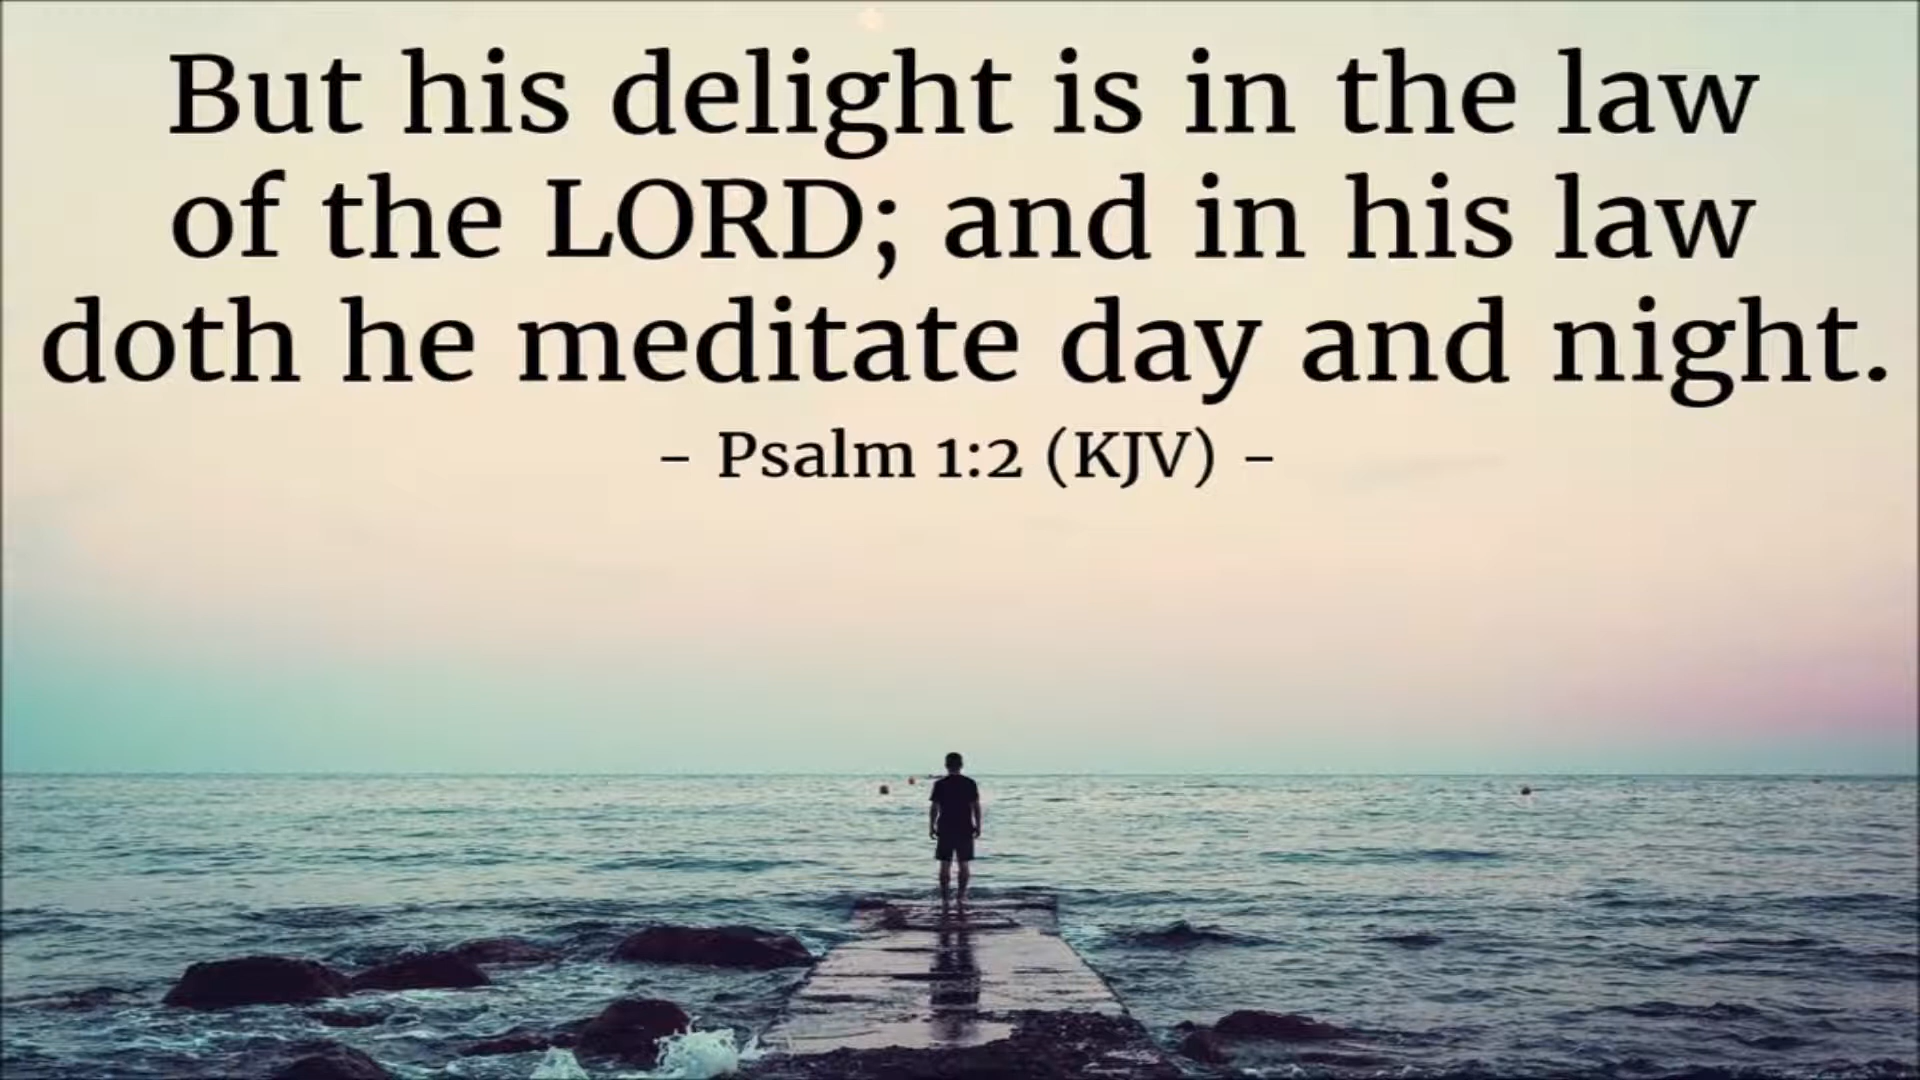 But his delight is in the law
of the LORD; and in his law
doth he meditate day and night.
- Psalm 1:2 (KJV) -